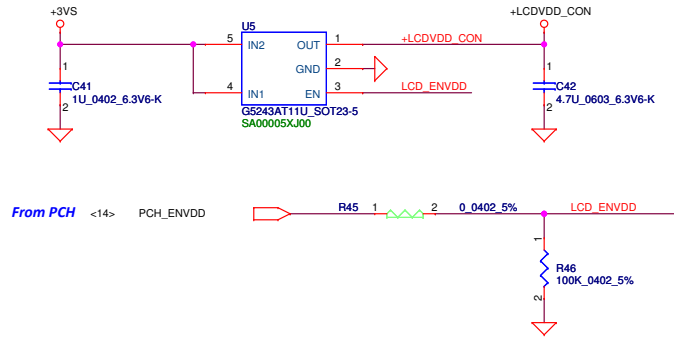 +3VS
+LCDVDD_CON
U5
5 IN2 OUT 1 +LCDVDD_CON
GND 2
1 C41 1U_0402_6.3V6-K 2
4 IN1 EN 3 LCD_ENVDD
1 C42 4.7U_0603_6.3V6-K 2
G5243AT11U_SOT23-5
SA00005XJ00
From PCH <14> PCH_ENVDD R45 1 2 0_0402_5% LCD_ENVDD
1
R46
100K_0402_5%
2